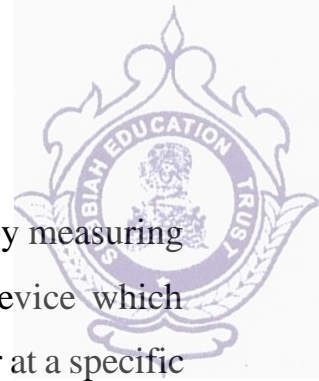 EDUCATION TRUST
y measuring
evice which
r at a specific